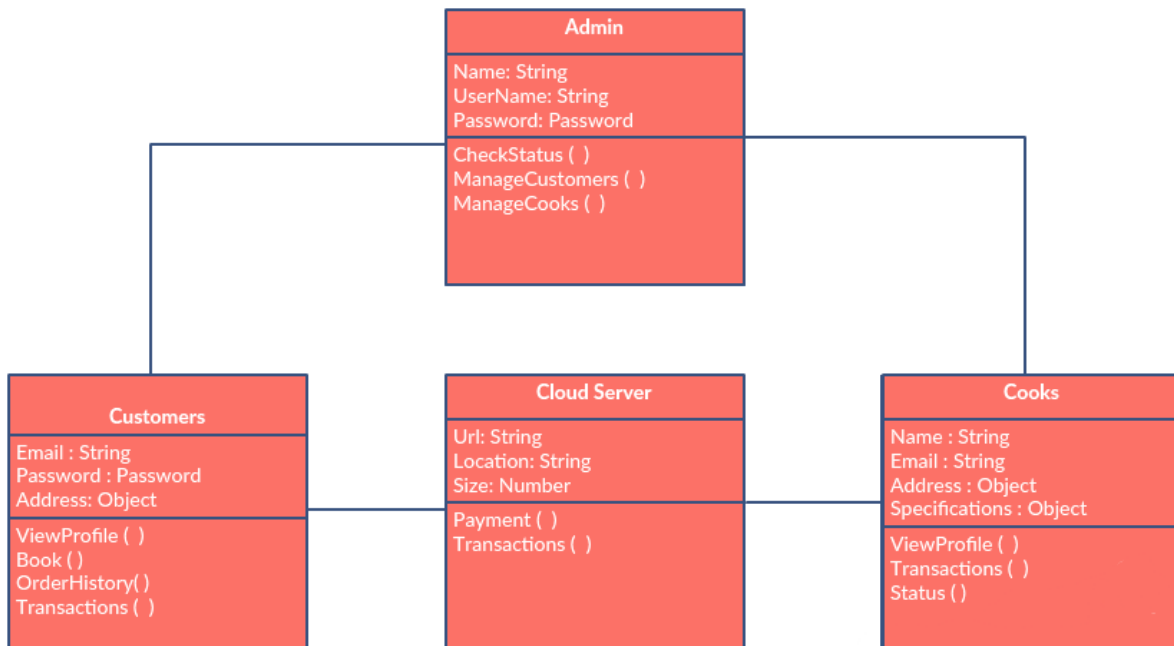 Admin
Name: String
UserName: String
Password: Password
CheckStatus ( )
ManageCustomers ( )
ManageCooks ( )
Customers
Email : String
Password : Password
Address: Object
ViewProfile ( )
Book ( )
OrderHistory( )
Transactions ( )
Cloud Server
Url: String
Location: String
Size: Number
Payment ( )
Transactions ( )
Cooks
Name : String
Email : String
Address : Object
Specifications : Object
ViewProfile ( )
Transactions ( )
Status ( )